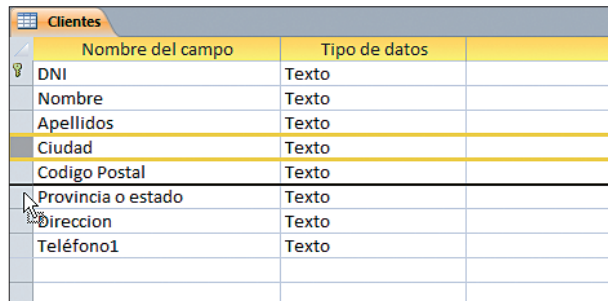 Clientes
Nombre del campo Tipo de datos
DNI Texto
Nombre Texto
Apellidos Texto
Ciudad Texto
Codigo Postal Texto
Provincia o estado Texto
Direccion Texto
Teléfono1 Texto